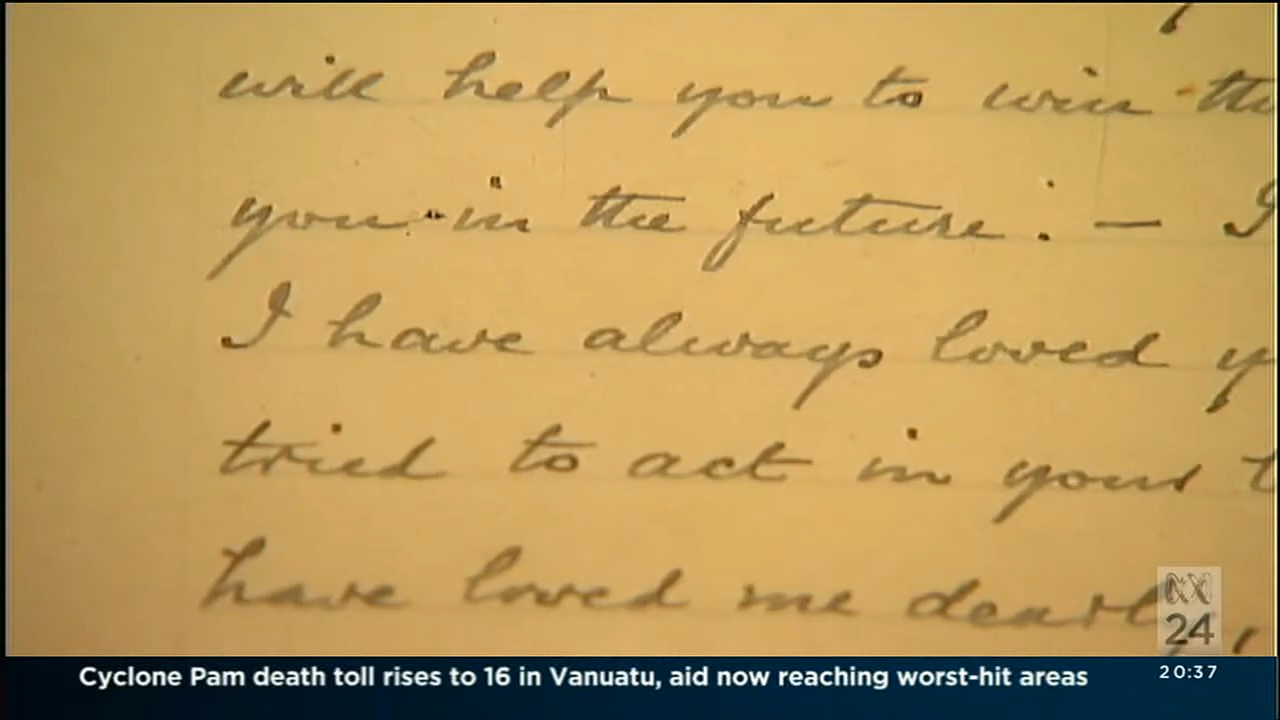 will help you to win
you in the future. — I
I have always loved y
tried to act in your
have loved me dearly,
24
Cyclone Pam death toll rises to 16 in Vanuatu, aid now reaching worst-hit areas
20:37